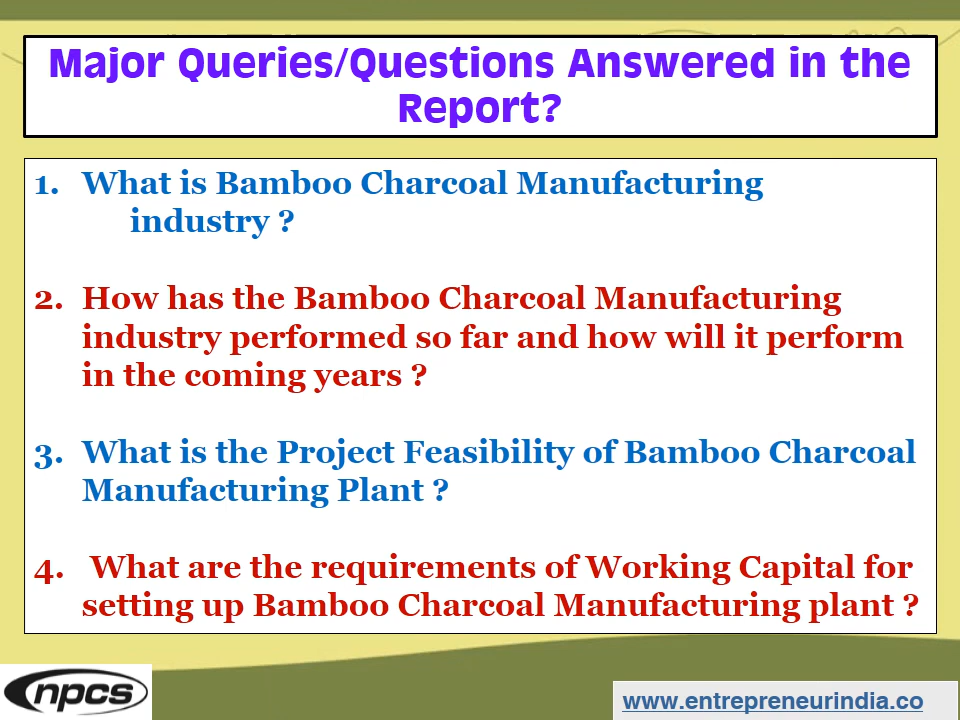 Major Queries/Questions Answered in the
Report?
1. What is Bamboo Charcoal Manufacturing
industry ?
2. How has the Bamboo Charcoal Manufacturing
industry performed so far and how will it perform
in the coming years ?
3. What is the Project Feasibility of Bamboo Charcoal
Manufacturing Plant ?
4. What are the requirements of Working Capital for
setting up Bamboo Charcoal Manufacturing plant ?
npcs
www.entrepreneurindia.co